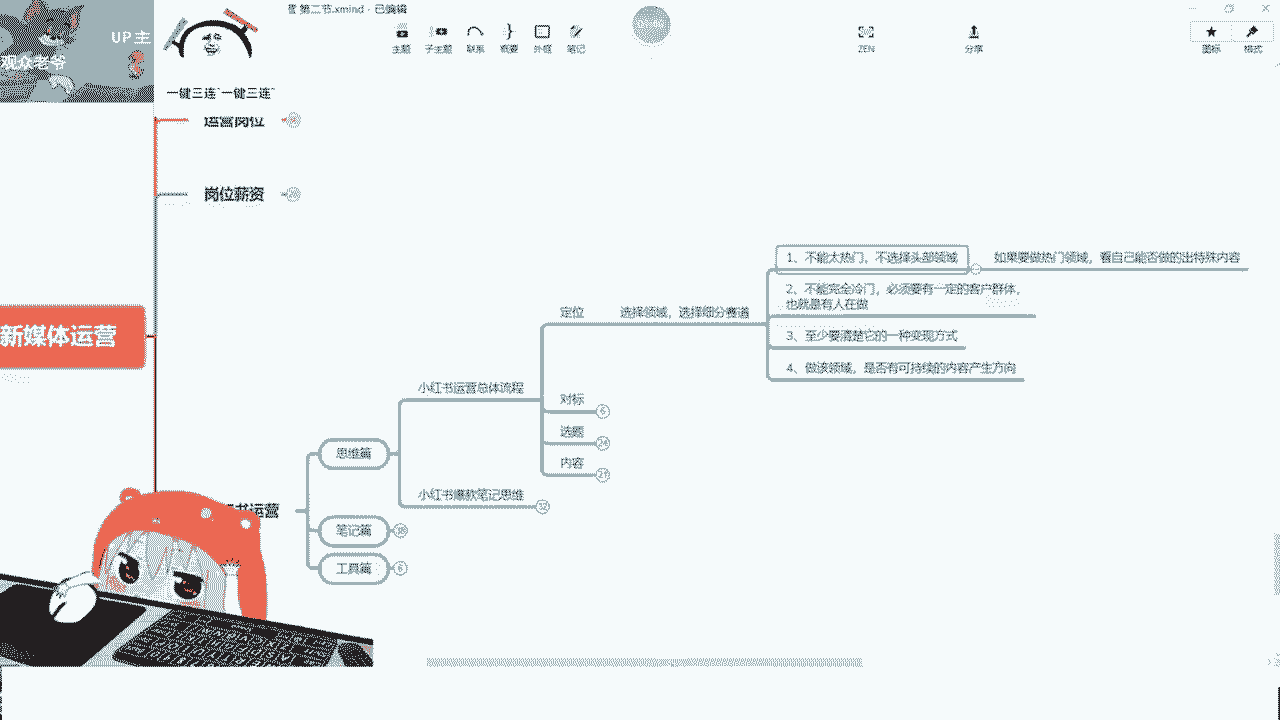 第二节.xmind - 已编辑
UP主
观众老爷
一键三连~一键三连~
主题
子主题
联系
概要
外框
笔记
ZEN
分享
图标
格式
运营岗位
岗位薪资
新媒体运营
书运营
思维篇
笔记篇
38
工具篇
6
小红书运营总体流程
小红书爆款笔记思维
32
定位
对标
6
选题
24
内容
21
选择领域，选择细分赛道
1、不能太热门，不选择头部领域
如果要做热门领域，看自己能否做的出特殊内容
2、不能完全冷门，必须要有一定的客户群体，
也就是有人在做
3、至少要清楚它的一种变现方式
4、做该领域，是否有可持续的内容产生方向